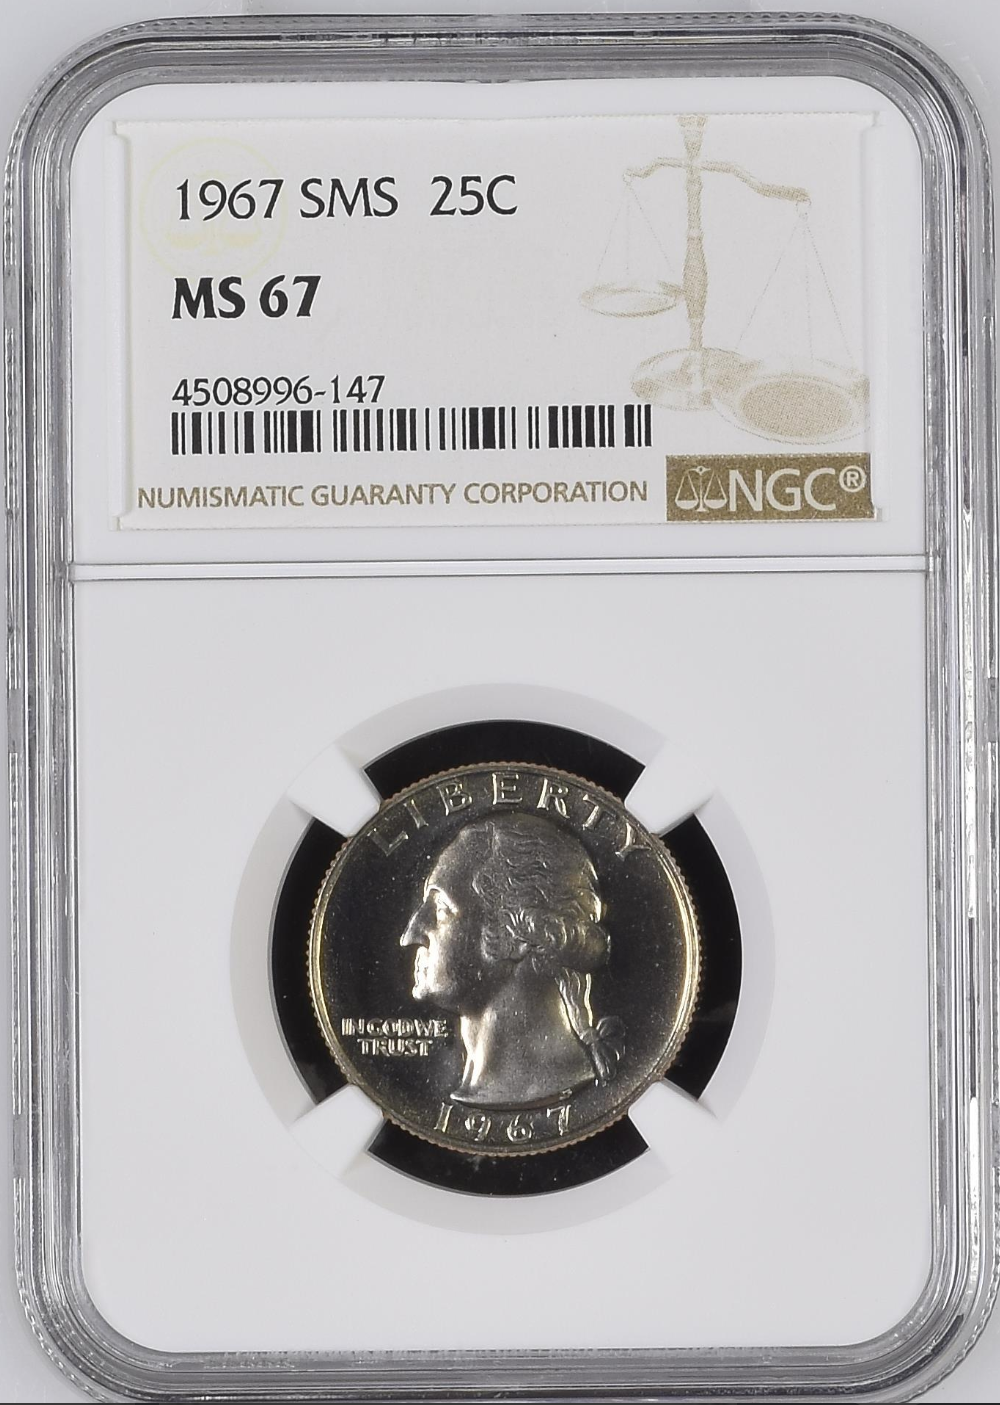 1967 SMS 25C
MS 67
4508996-147
NUMISMATIC GUARANTY CORPORATION
NGC®
LIBERTY
IN GOD WE
TRUST
1967